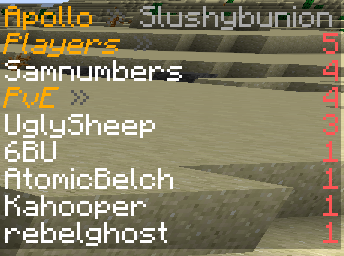 Apollo Slushybunion
Players » 5
Samnumbers 4
PvE » 4
UglySheep 3
6BU 1
AtomicBelch 1
Kahooper 1
rebelghost 1